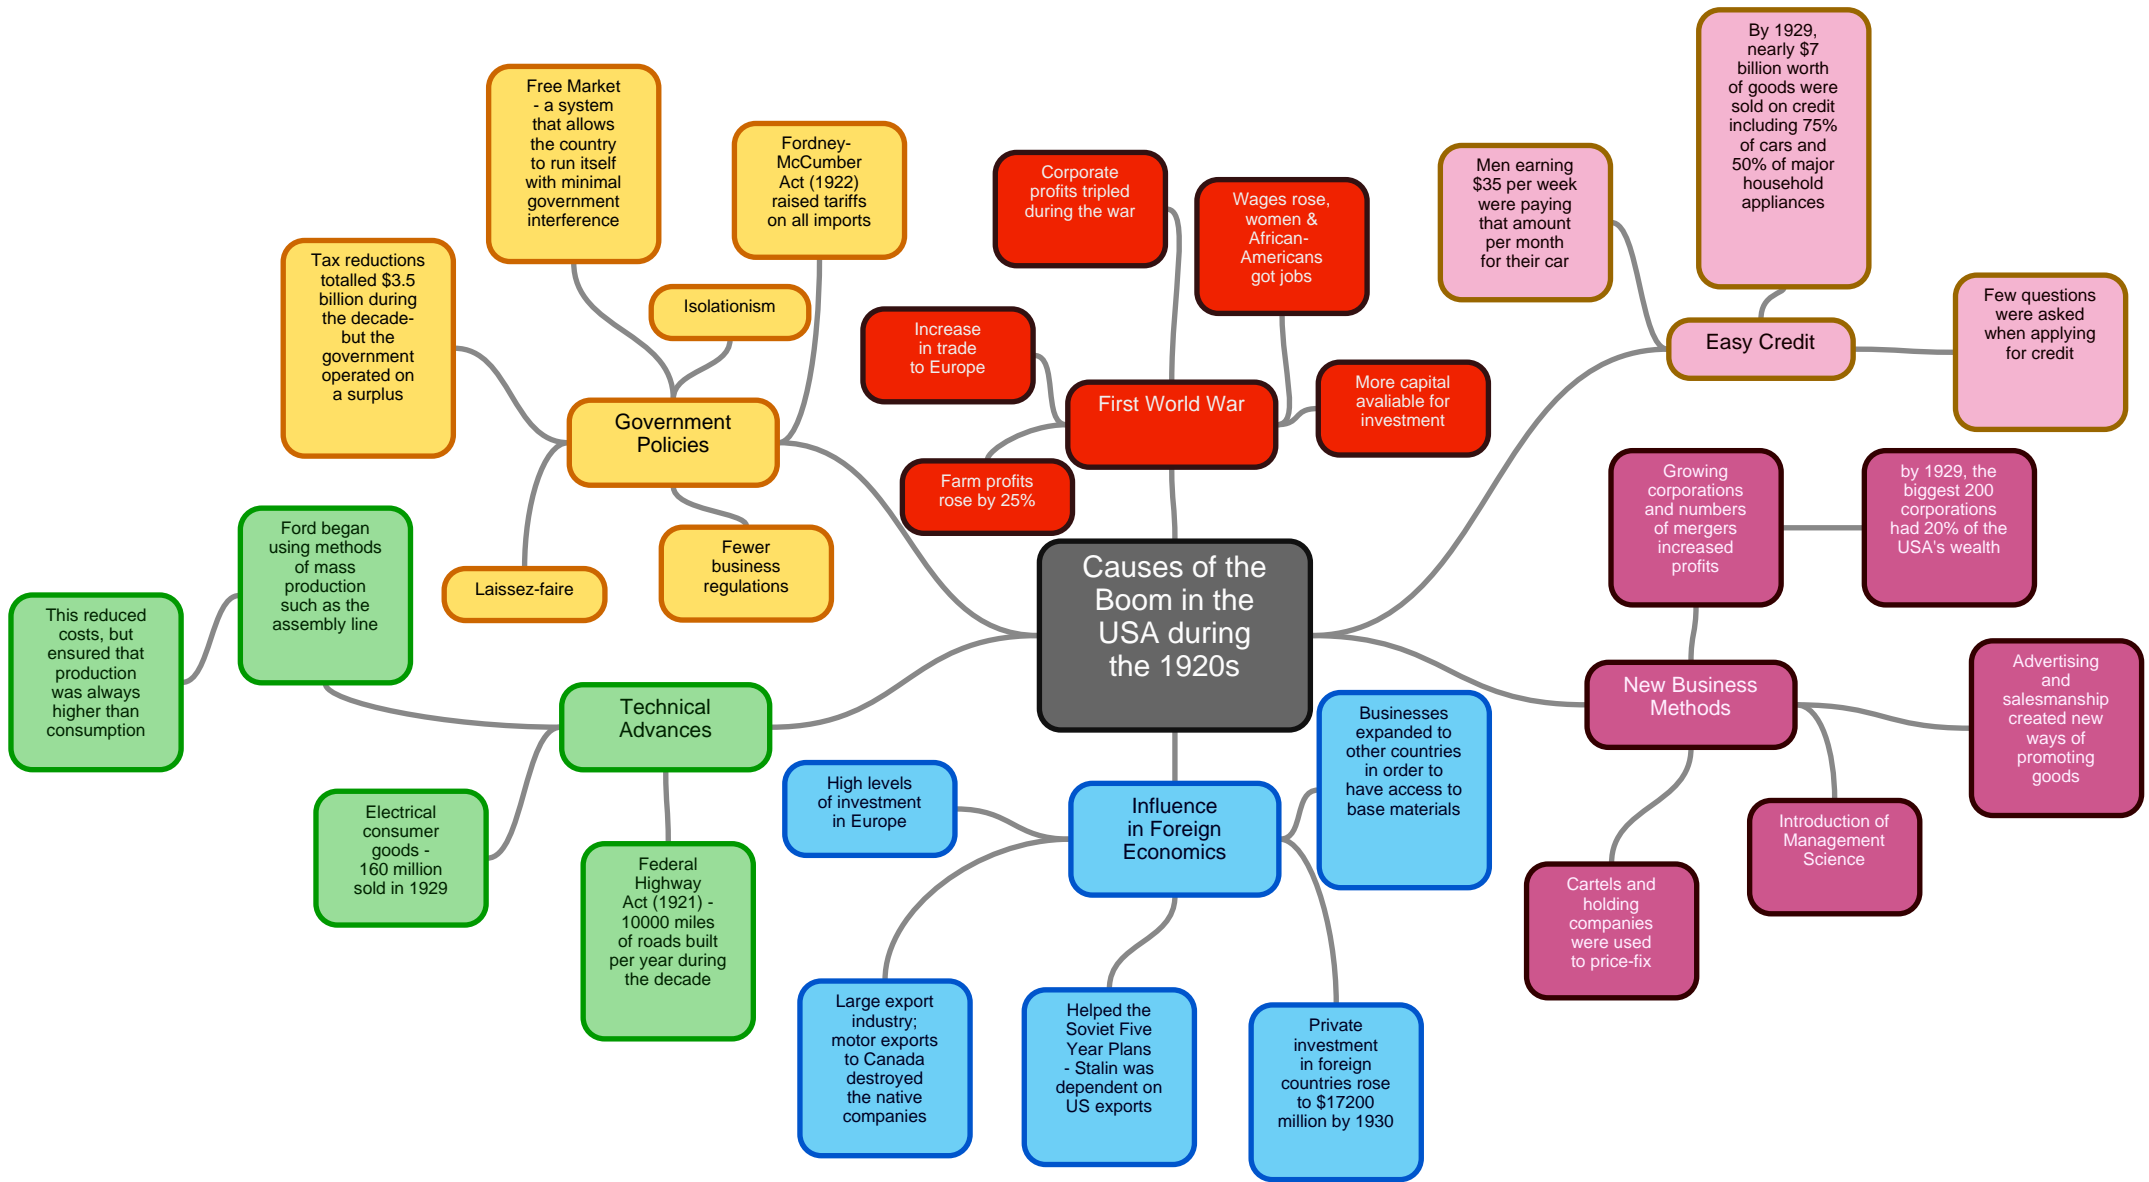 Causes of the
Boom in the
USA during
the 1920s
Government
Policies
Free Market
- a system
that allows
the country
to run itself
with minimal
government
interference
Fordney-
McCumber
Act (1922)
raised tariffs
on all imports
Isolationism
Tax reductions
totalled $3.5
billion during
the decade-
but the
government
operated on
a surplus
Laissez-faire
Fewer
business
regulations
First World War
Corporate
profits tripled
during the war
Wages rose,
women &
African-
Americans
got jobs
Increase
in trade
to Europe
More capital
avaliable for
investment
Farm profits
rose by 25%
Easy Credit
By 1929,
nearly $7
billion worth
of goods were
sold on credit
including 75%
of cars and
50% of major
household
appliances
Men earning
$35 per week
were paying
that amount
per month
for their car
Few questions
were asked
when applying
for credit
New Business
Methods
Growing
corporations
and numbers
of mergers
increased
profits
by 1929, the
biggest 200
corporations
had 20% of the
USA's wealth
Advertising
and
salesmanship
created new
ways of
promoting
goods
Introduction of
Management
Science
Cartels and
holding
companies
were used
to price-fix
Influence
in Foreign
Economics
Businesses
expanded to
other countries
in order to
have access to
base materials
High levels
of investment
in Europe
Large export
industry;
motor exports
to Canada
destroyed
the native
companies
Helped the
Soviet Five
Year Plans
- Stalin was
dependent on
US exports
Private
investment
in foreign
countries rose
to $17200
million by 1930
Technical
Advances
Ford began
using methods
of mass
production
such as the
assembly line
This reduced
costs, but
ensured that
production
was always
higher than
consumption
Electrical
consumer
goods -
160 million
sold in 1929
Federal
Highway
Act (1921) -
10000 miles
of roads built
per year during
the decade